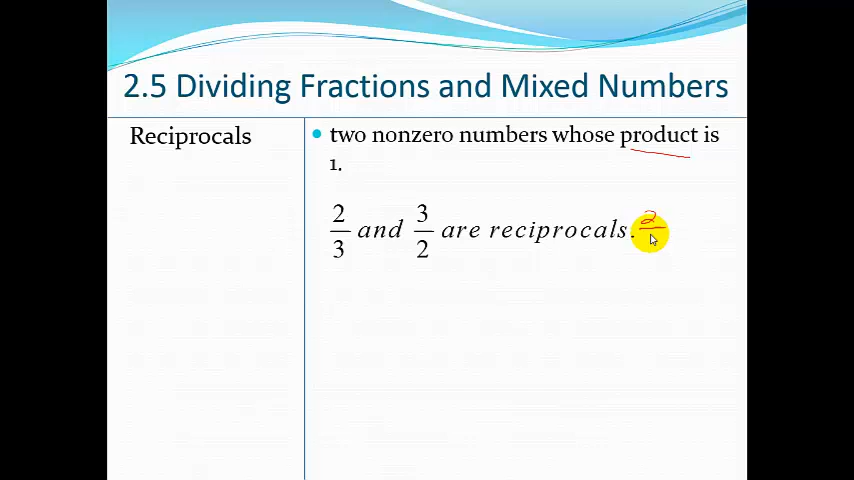 2.5 Dividing Fractions and Mixed Numbers
Reciprocals
• two nonzero numbers whose product is
1.
2/3 and 3/2 are reciprocals.
2